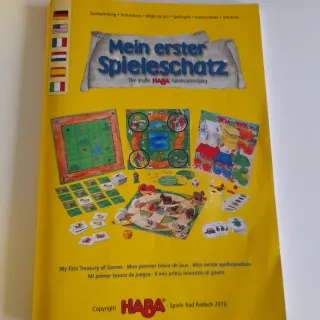 Spielanleitung • Instructions • Règle du jeu • Spelregels • Instrucciones • Istruzioni
Mein erster
Spieleschatz
Die große HABA-Spielesammlung
My First Treasury of Games · Mon premier trésor de jeux · Mijn eerste spellenschat
Mi primer tesoro de juegos · Il mio primo tesoretto di giochi
Copyright HABA Spiele Bad Rodach 2010